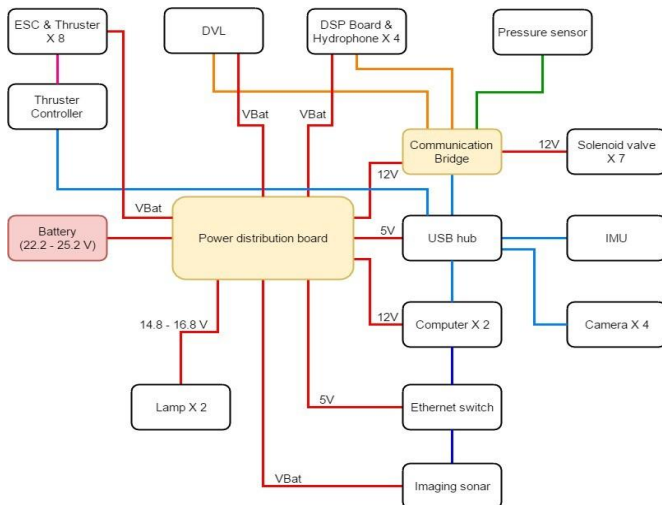 ESC & Thruster
X 8
DVL
DSP Board &
Hydrophone X 4
Pressure sensor
Thruster
Controller
VBat
VBat
Communication
Bridge
12V
Solenoid valve
X 7
12V
VBat
Battery
(22.2 - 25.2 V)
Power distribution board
5V
USB hub
IMU
14.8 - 16.8 V
12V
Computer X 2
Camera X 4
Lamp X 2
5V
Ethernet switch
VBat
Imaging sonar